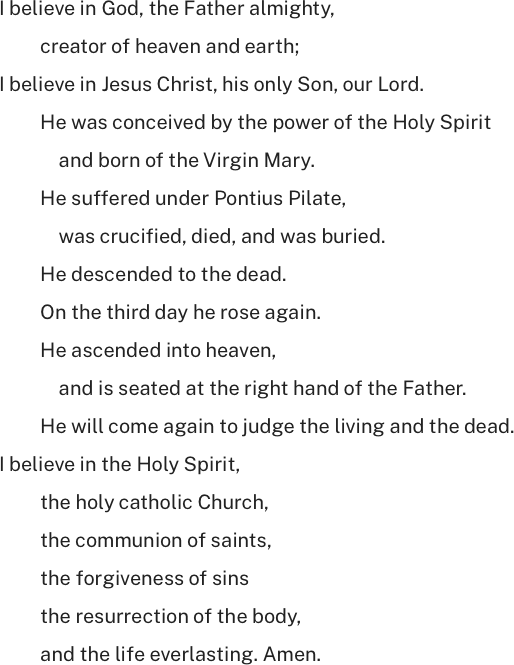 I believe in God, the Father almighty,
creator of heaven and earth;
I believe in Jesus Christ, his only Son, our Lord.
He was conceived by the power of the Holy Spirit
and born of the Virgin Mary.
He suffered under Pontius Pilate,
was crucified, died, and was buried.
He descended to the dead.
On the third day he rose again.
He ascended into heaven,
and is seated at the right hand of the Father.
He will come again to judge the living and the dead.
I believe in the Holy Spirit,
the holy catholic Church,
the communion of saints,
the forgiveness of sins
the resurrection of the body,
and the life everlasting. Amen.